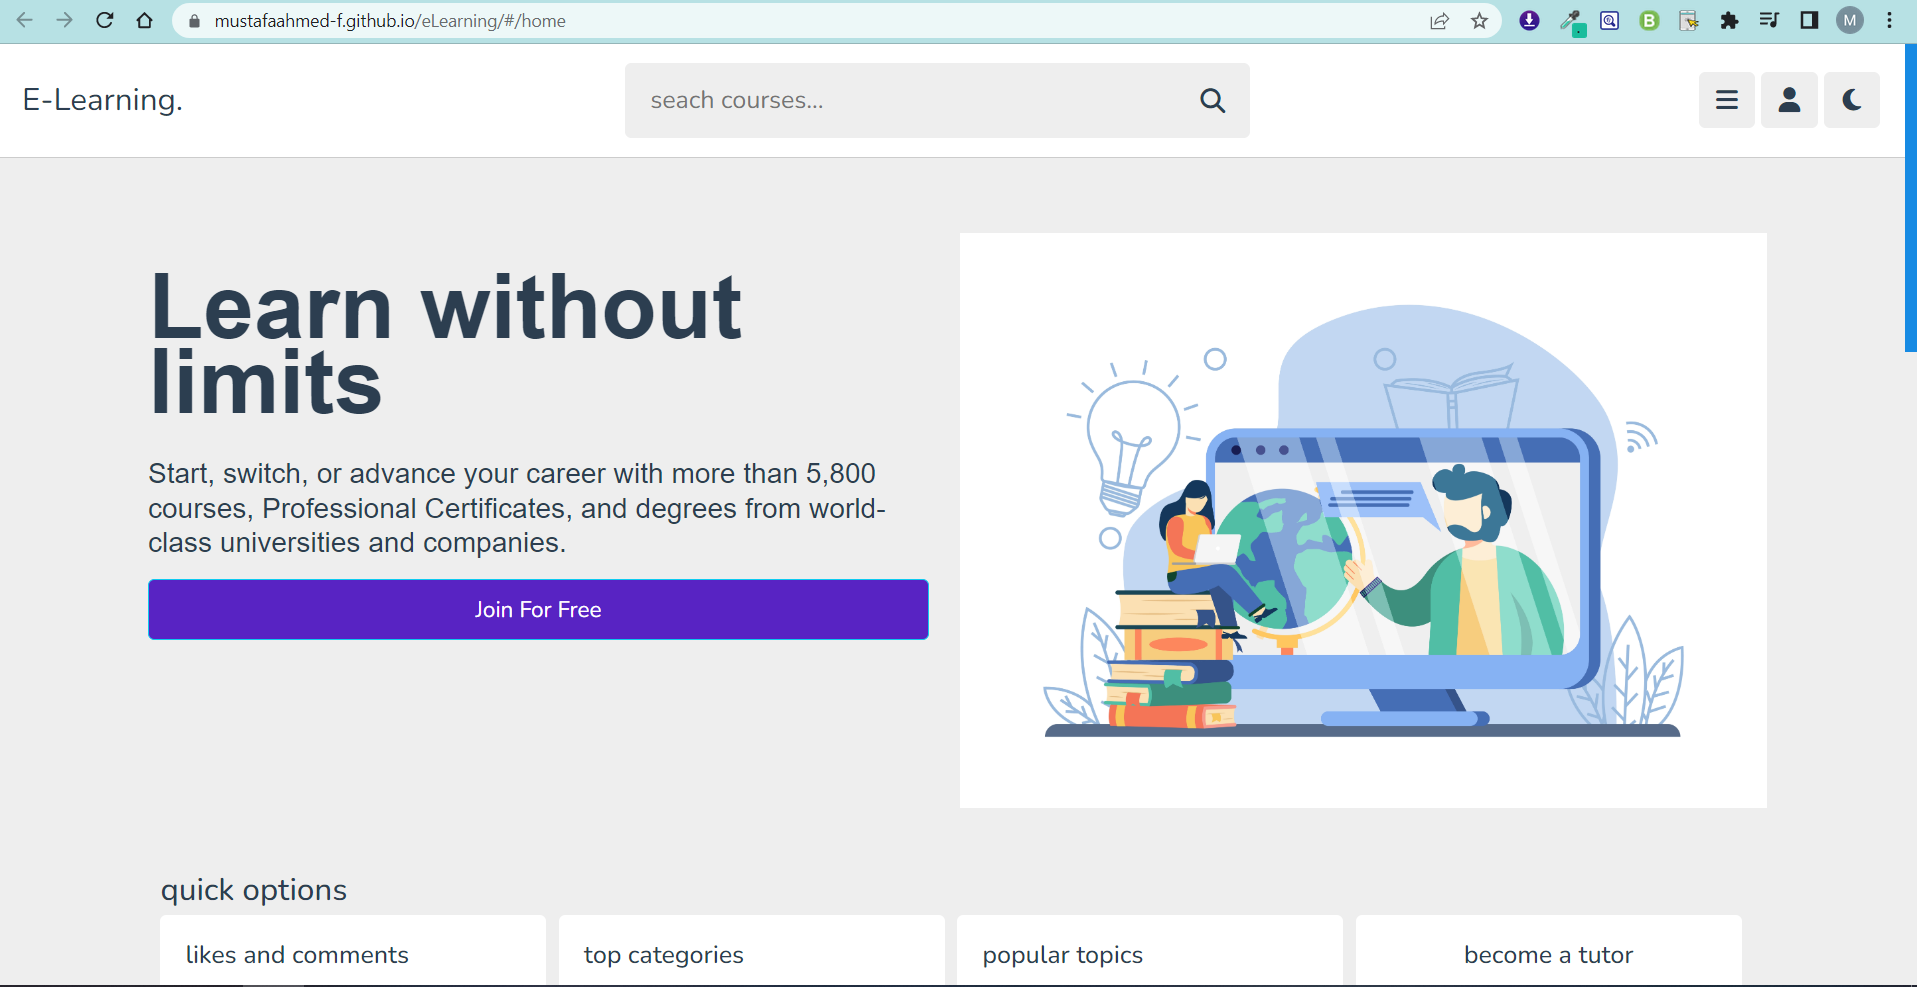 mustafaahmed-f.github.io/eLearning/#/home
B
M
E-Learning.
seach courses...
Learn without
limits
Start, switch, or advance your career with more than 5,800
courses, Professional Certificates, and degrees from world-
class universities and companies.
Join For Free
quick options
likes and comments
top categories
popular topics
become a tutor